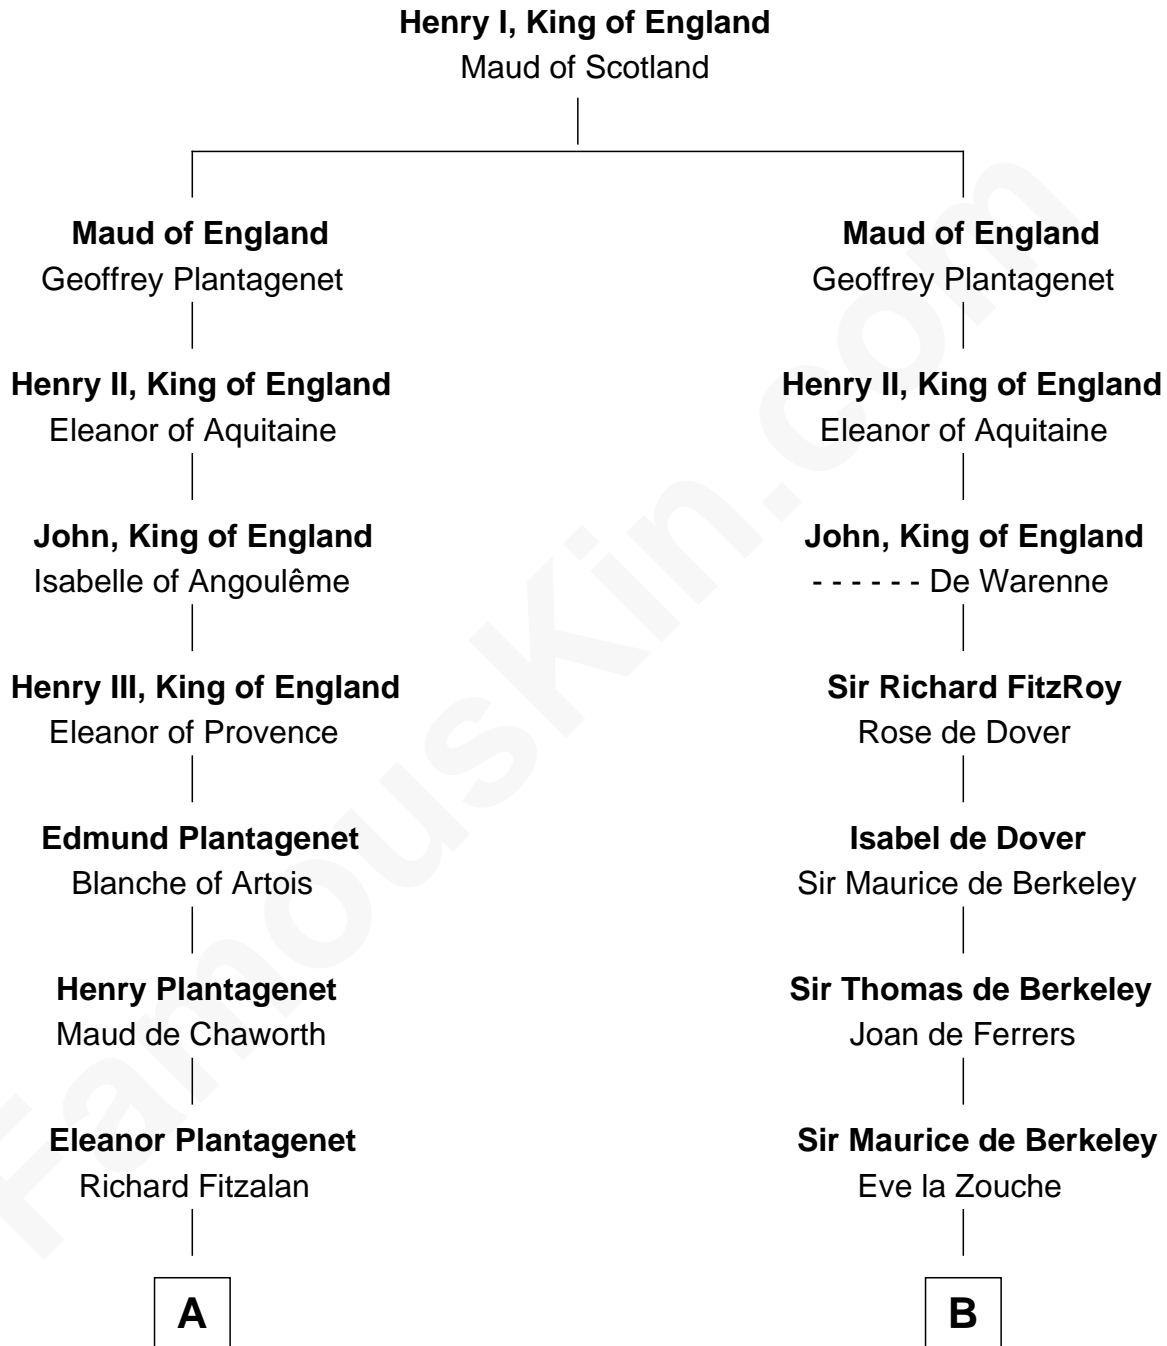 Henry I, King of England
Maud of Scotland
Maud of England
Geoffrey Plantagenet
Henry II, King of England
Eleanor of Aquitaine
John, King of England
Isabelle of Angoulême
Henry III, King of England
Eleanor of Provence
Edmund Plantagenet
Blanche of Artois
Henry Plantagenet
Maud de Chaworth
Eleanor Plantagenet
Richard Fitzalan
A
Maud of England
Geoffrey Plantagenet
Henry II, King of England
Eleanor of Aquitaine
John, King of England
- - - - - - De Warenne
Sir Richard FitzRoy
Rose de Dover
Isabel de Dover
Sir Maurice de Berkeley
Sir Thomas de Berkeley
Joan de Ferrers
Sir Maurice de Berkeley
Eve la Zouche
B
FamousKin.com